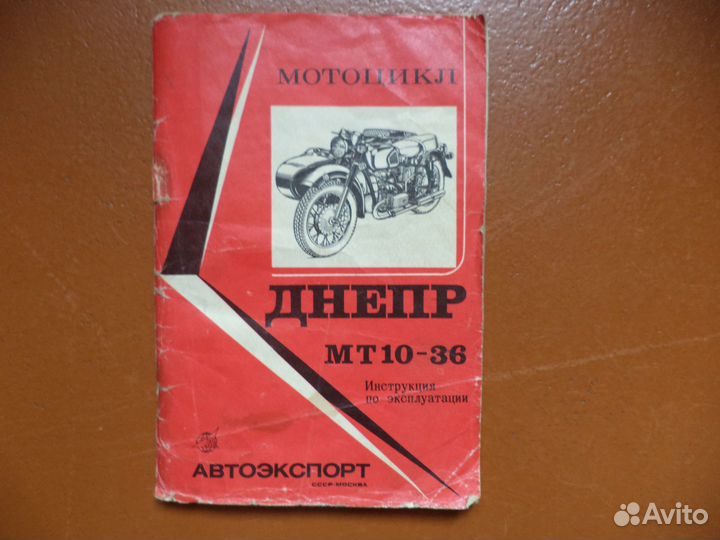 МОТОЦИКЛ
ДНЕПР
МТ10-36
Инструкция
по эксплуатации
АВТОЭКСПОРТ
СССР-МОСКВА
Avito